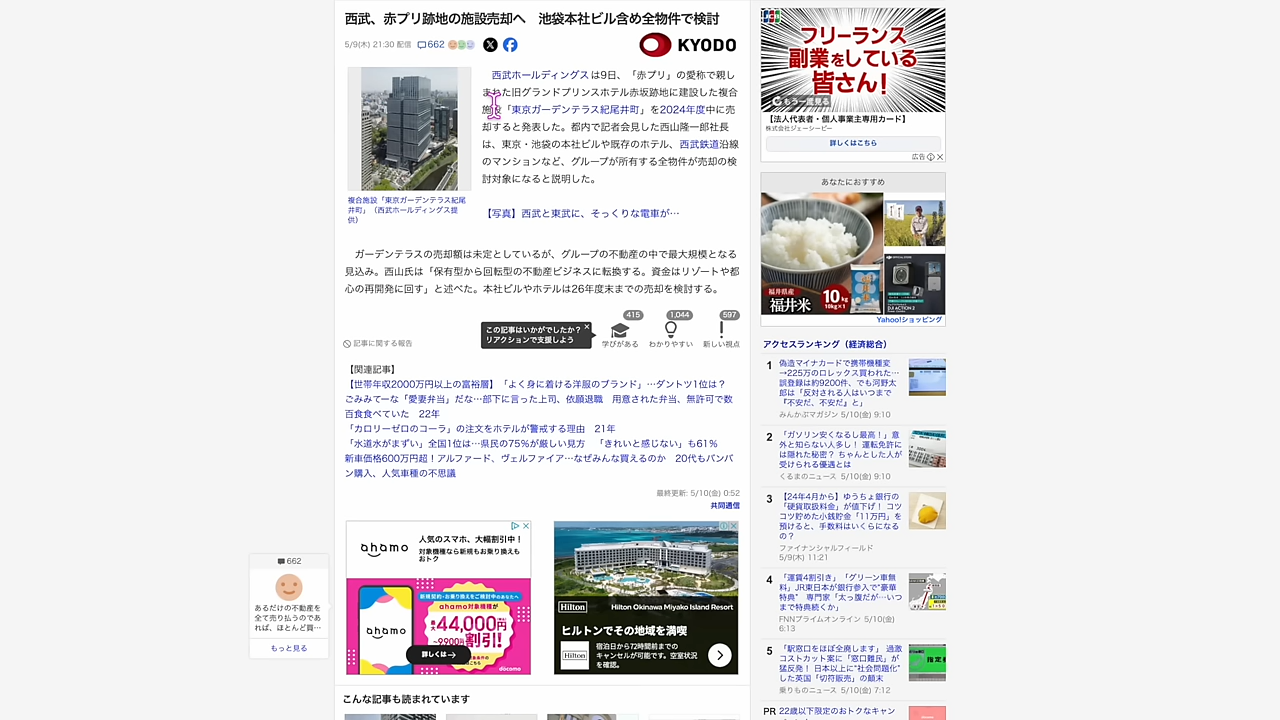 西武、赤プリ跡地の施設売却へ　池袋本社ビル含め全物件で検討
5/9(木) 21:30 配信
662
KYODO
西武ホールディングスは9日、「赤プリ」の愛称で親し
まれた旧グランドプリンスホテル赤坂跡地に建設した複合
施設「東京ガーデンテラス紀尾井町」を2024年度中に売
却すると発表した。都内で記者会見した西山隆一郎社長
は、東京・池袋の本社ビルや既存のホテル、西武鉄道沿線
のマンションなど、グループが所有する全物件が売却の検
討対象になると説明した。
複合施設「東京ガーデンテラス紀尾
井町」（西武ホールディングス提
供）
【写真】西武と東武に、そっくりな電車が…
ガーデンテラスの売却額は未定としているが、グループの不動産の中で最大規模となる
見込み。西山氏は「保有型から回転型の不動産ビジネスに転換する。資金はリゾートや都
心の再開発に回す」と述べた。本社ビルやホテルは26年度末までの売却を検討する。
この記事はいかがでしたか？
リアクションで支援しよう
415
1,044
597
学びがある
わかりやすい
新しい視点
記事に関する報告
【関連記事】
【世帯年収2000万円以上の富裕層】「よく身に着ける洋服のブランド」…ダントツ1位は？
ごみみてーな「愛妻弁当」だな…部下に言った上司、依願退職　用意された弁当、無許可で数
百食食べていた　22年
「カロリーゼロのコーラ」の注文をホテルが警戒する理由　21年
「水道水がまずい」全国1位は…県民の75％が厳しい見方　「きれいと感じない」も61％
新車価格600万円超！アルファード、ヴェルファイア…なぜみんな買えるのか　20代もバンバ
ン購入、人気車種の不思議
最終更新: 5/10(金) 0:52
共同通信
ahamo
人気のスマホ、大幅割引中！
対象機種なら新規もお乗り換えも
おトク
新規契約・お乗り換えをご検討中のあなたへ
ahamo対象機種が
最大44,000円
~9900円割引!
ahamo
詳しくは
docomo
Hilton
Hilton Okinawa Miyako Island Resort
ヒルトンでその地域を満喫
Hilton
宿泊日から72時間前までの
キャンセルが可能です。空室状況
を確認。
662
あるだけの不動産を
全て売り払うのであ
れば、ほとんど買…
もっと見る
こんな記事も読まれています
JCB
フリーランス
副業をしている
皆さん！
もう一度見る
【法人代表者・個人事業主専用カード】
株式会社ジェーシービー
詳しくはこちら
広告
あなたにおすすめ
福井県産
福井米
10kg
10kg×1
DJI ACTION 2
Yahoo!ショッピング
アクセスランキング（経済総合）
1
偽造マイナカードで携帯機種変
→225万のロレックス買われた…
誤登録は約9200件、でも河野太
郎は「反対される人はいつまで
『不安だ、不安だ』と」
みんかぶマガジン 5/10(金) 9:10
2
「ガソリン安くなるし最高！」意
外と知らない人多し！ 運転免許に
は隠れた秘密？ ちゃんとした人が
受けられる優遇とは
くるまのニュース 5/10(金) 9:10
3
【24年4月から】ゆうちょ銀行の
「硬貨取扱料金」が値下げ！ コツ
コツ貯めた小銭貯金「11万円」を
預けると、手数料はいくらになる
の？
ファイナンシャルフィールド
5/9(木) 11:21
4
「運賃4割引き」「グリーン車無
料」JR東日本が銀行参入で“豪華
特典”　専門家「太っ腹だが…いつ
まで特典続くか」
FNNプライムオンライン 5/10(金)
6:13
5
「駅窓口をほぼ全廃します」 過激
コストカット案に「窓口難民」が
猛反発！ 日本以上に“社会問題化”
した英国「切符販売」の顛末
乗りものニュース 5/10(金) 7:12
PR
22歳以下限定のおトクなキャン